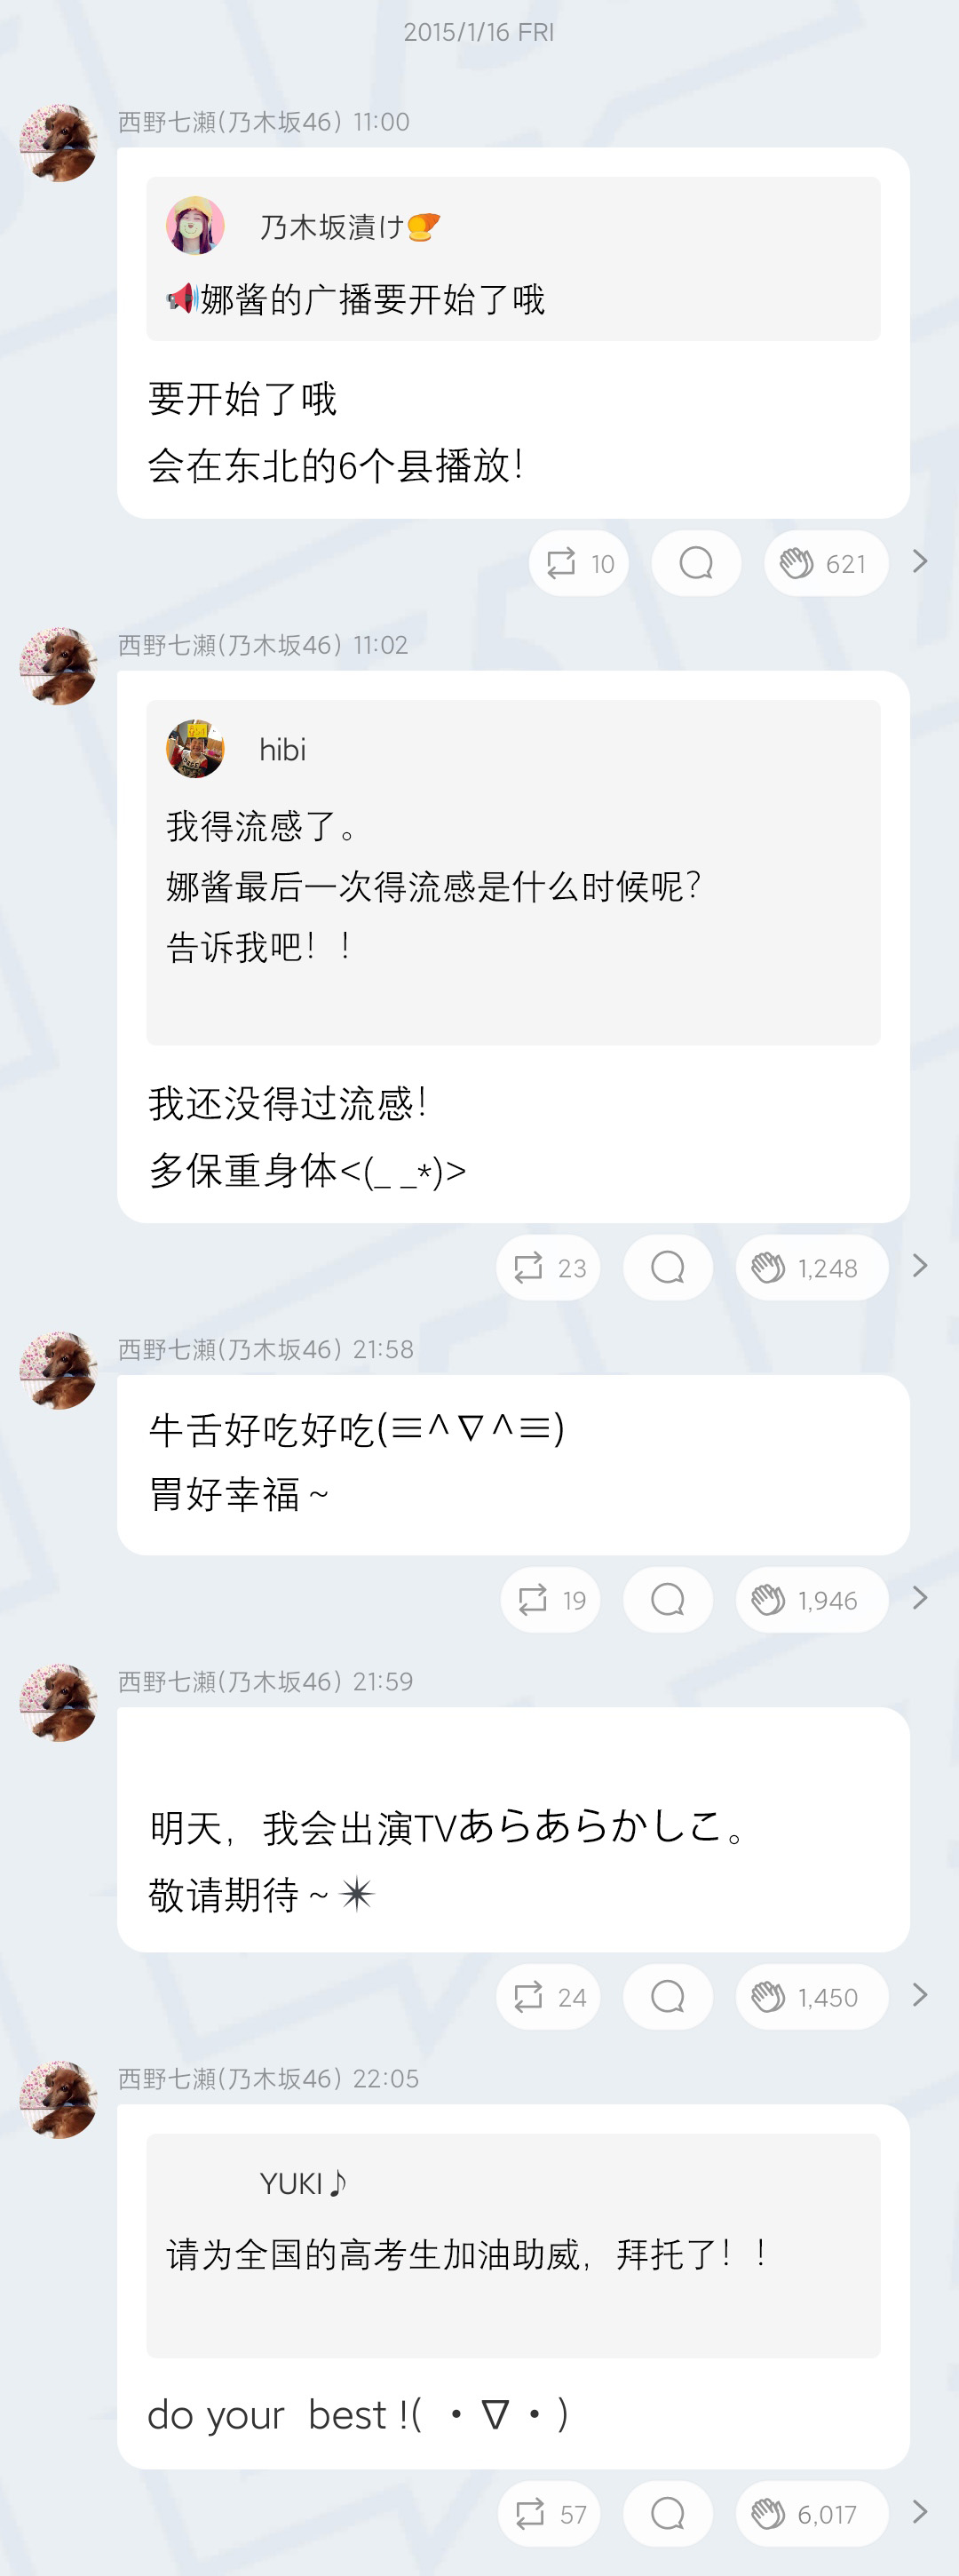 2015/1/16 FRI
西野七瀬(乃木坂46) 11:00
乃木坂漬け
📢娜酱的广播要开始了哦
要开始了哦
会在东北的6个县播放！
10
621
西野七瀬(乃木坂46) 11:02
hibi
我得流感了。
娜酱最后一次得流感是什么时候呢？
告诉我吧！！
我还没得过流感！
多保重身体<(_ _*)>
23
1,248
西野七瀬(乃木坂46) 21:58
牛舌好吃好吃(≡^∇^≡)
胃好幸福～
19
1,946
西野七瀬(乃木坂46) 21:59
明天，我会出演TVあらあらかしこ。
敬请期待～✴
24
1,450
西野七瀬(乃木坂46) 22:05
YUKI♪
请为全国的高考生加油助威，拜托了！！
do your best !( ・∇・)
57
6,017